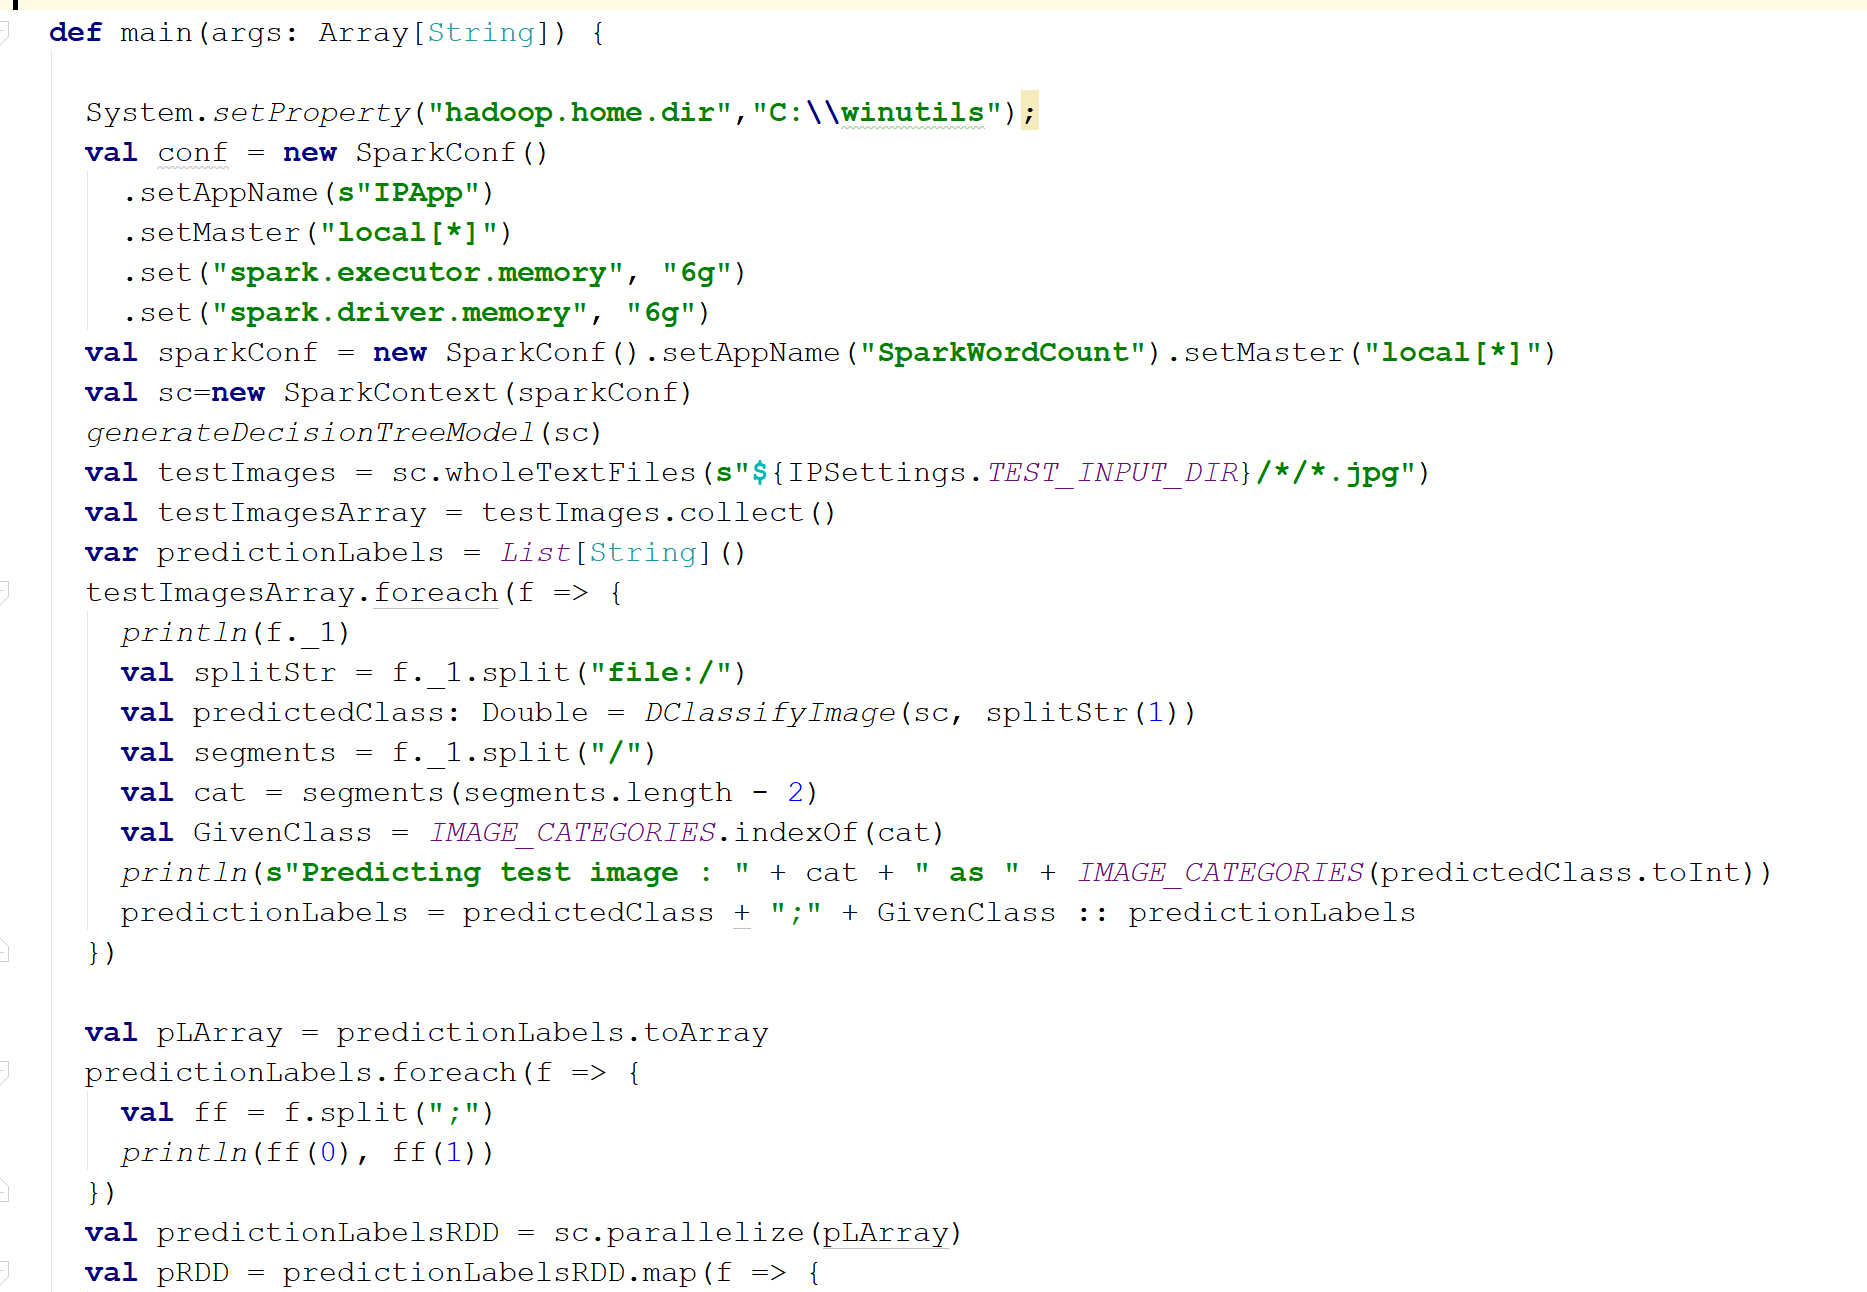 def main(args: Array[String]) {
System.setProperty("hadoop.home.dir","C:\\winutils");
val conf = new SparkConf()
.setAppName(s"IPApp")
.setMaster("local[*]")
.set("spark.executor.memory", "6g")
.set("spark.driver.memory", "6g")
val sparkConf = new SparkConf().setAppName("SparkWordCount").setMaster("local[*]")
val sc=new SparkContext(sparkConf)
generateDecisionTreeModel(sc)
val testImages = sc.wholeTextFiles(s"${IPSettings.TEST_INPUT_DIR}/*/*.jpg")
val testImagesArray = testImages.collect()
var predictionLabels = List[String]()
testImagesArray.foreach(f => {
println(f._1)
val splitStr = f._1.split("file:/")
val predictedClass: Double = DClassifyImage(sc, splitStr(1))
val segments = f._1.split("/")
val cat = segments(segments.length - 2)
val GivenClass = IMAGE_CATEGORIES.indexOf(cat)
println(s"Predicting test image : " + cat + " as " + IMAGE_CATEGORIES(predictedClass.toInt))
predictionLabels = predictedClass + ";" + GivenClass :: predictionLabels
})
val pLArray = predictionLabels.toArray
predictionLabels.foreach(f => {
val ff = f.split(";")
println(ff(0), ff(1))
})
val predictionLabelsRDD = sc.parallelize(pLArray)
val pRDD = predictionLabelsRDD.map(f => {